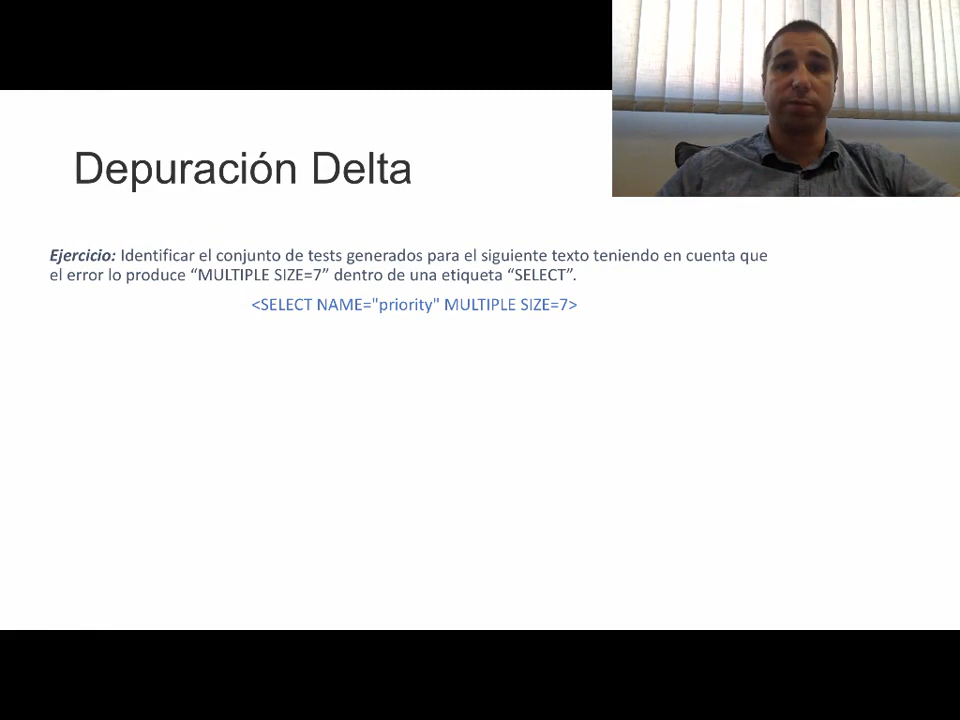 Depuración Delta
Ejercicio: Identificar el conjunto de tests generados para el siguiente texto teniendo en cuenta que
el error lo produce “MULTIPLE SIZE=7” dentro de una etiqueta “SELECT”.
<SELECT NAME="priority" MULTIPLE SIZE=7>